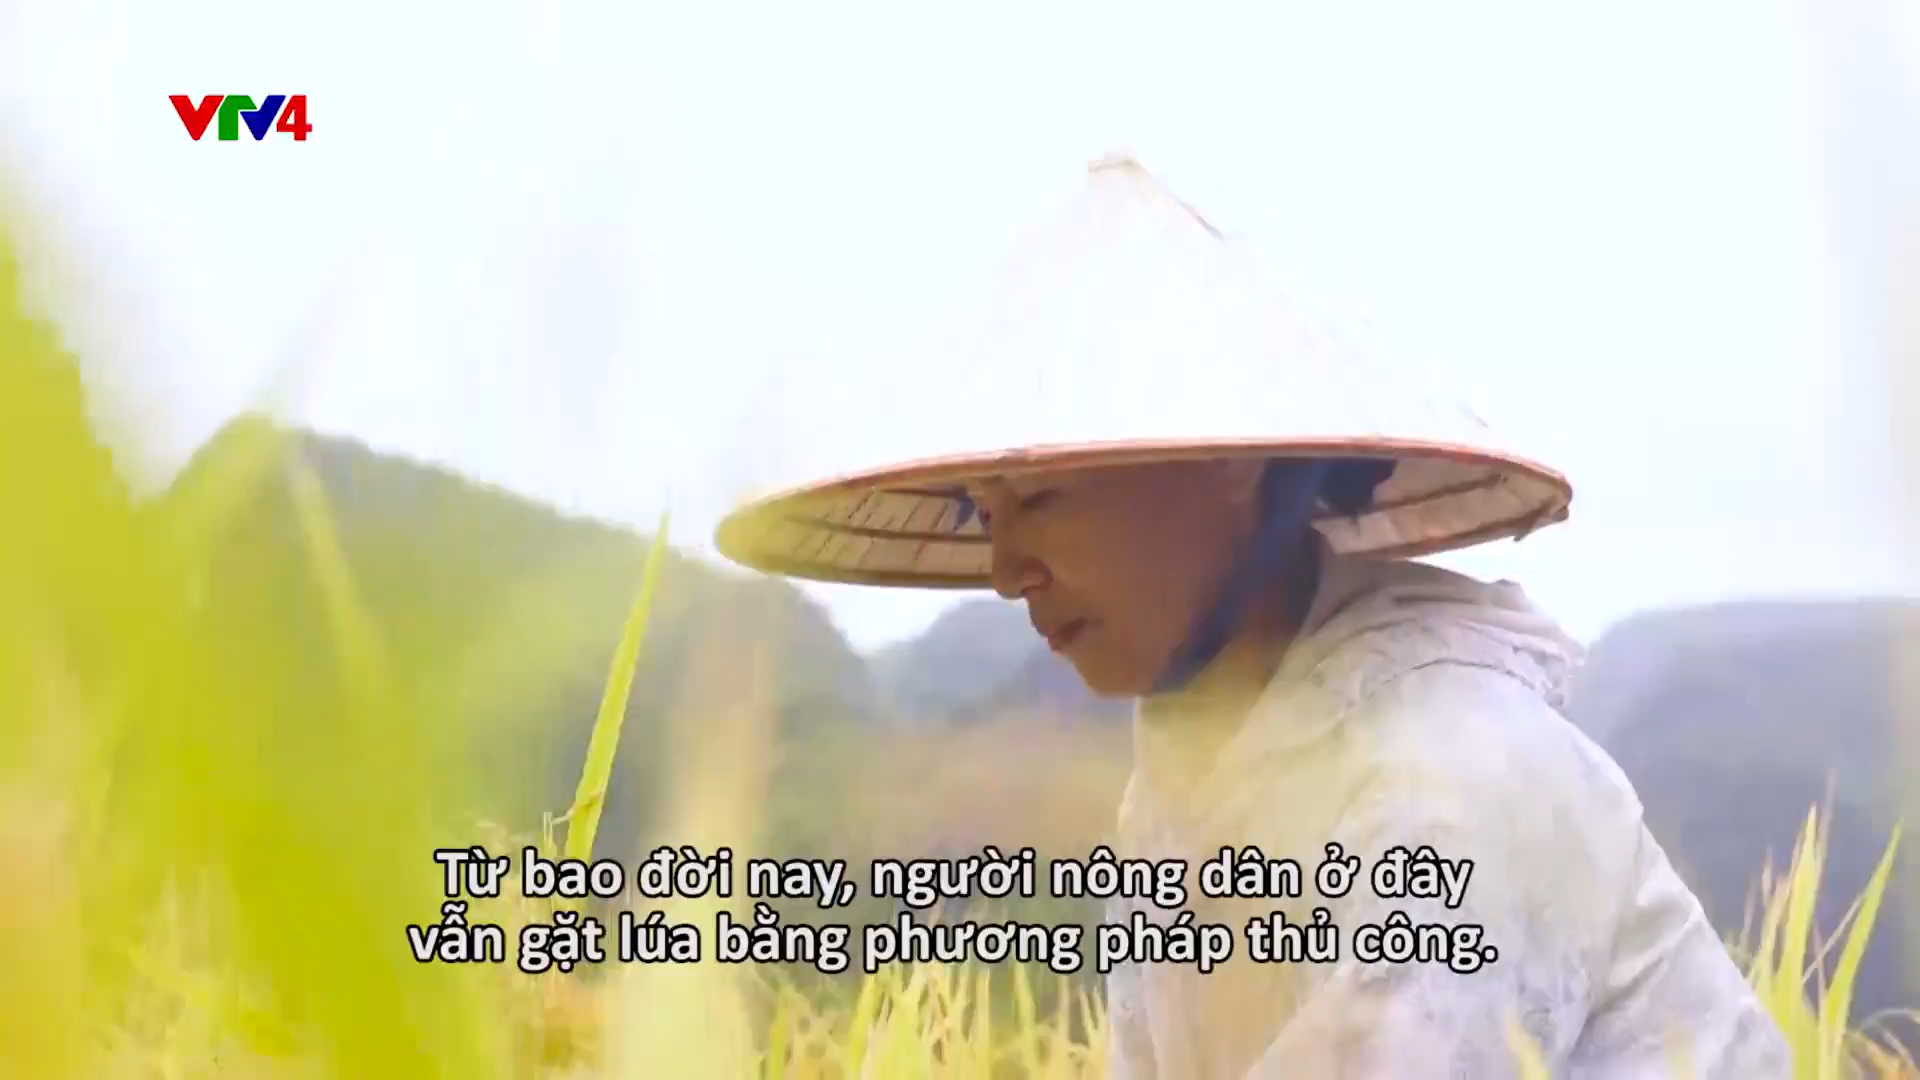 VTV4
Từ bao đời nay, người nông dân ở đây
vẫn gặt lúa bằng phương pháp thủ công.